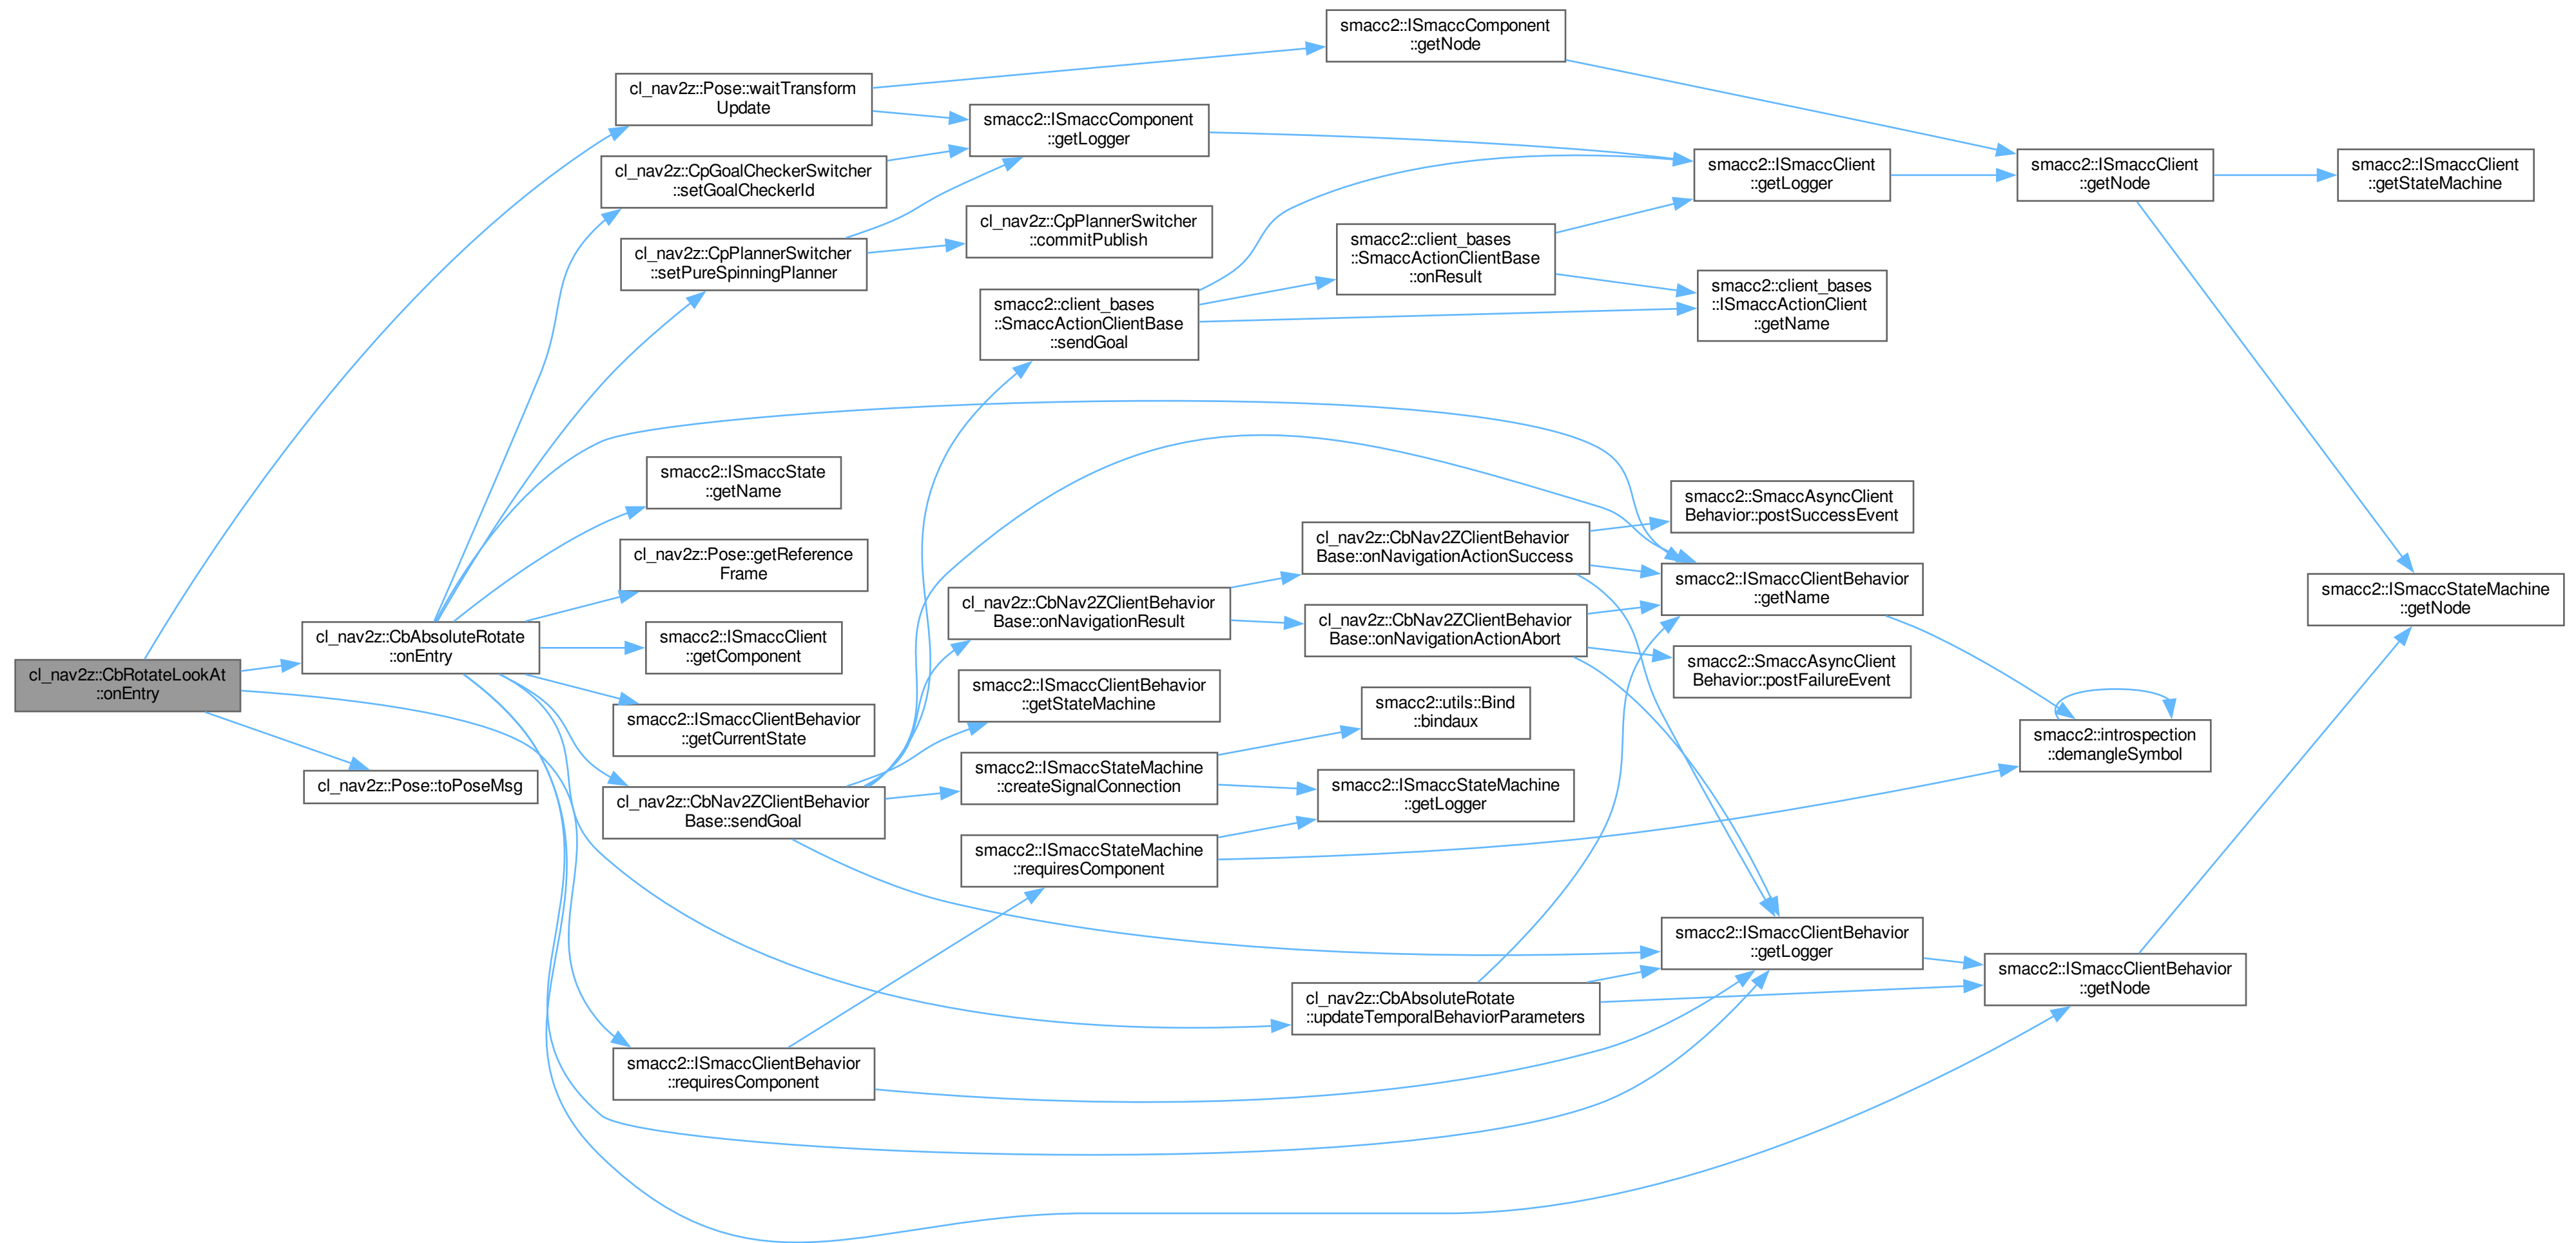 cl_nav2z::CbRotateLookAt
::onEntry
cl_nav2z::Pose::waitTransform
Update
cl_nav2z::CbAbsoluteRotate
::onEntry
cl_nav2z::Pose::toPoseMsg
cl_nav2z::CpGoalCheckerSwitcher
::setGoalCheckerId
cl_nav2z::CpPlannerSwitcher
::setPureSpinningPlanner
smacc2::ISmaccState
::getName
cl_nav2z::Pose::getReference
Frame
smacc2::ISmaccClient
::getComponent
smacc2::ISmaccClientBehavior
::getCurrentState
cl_nav2z::CbNav2ZClientBehavior
Base::sendGoal
smacc2::ISmaccClientBehavior
::requiresComponent
smacc2::ISmaccComponent
::getLogger
cl_nav2z::CpPlannerSwitcher
::commitPublish
smacc2::client_bases
::SmaccActionClientBase
::sendGoal
cl_nav2z::CbNav2ZClientBehavior
Base::onNavigationResult
smacc2::ISmaccClientBehavior
::getStateMachine
smacc2::ISmaccStateMachine
::createSignalConnection
smacc2::ISmaccStateMachine
::requiresComponent
smacc2::ISmaccComponent
::getNode
smacc2::client_bases
::SmaccActionClientBase
::onResult
cl_nav2z::CbNav2ZClientBehavior
Base::onNavigationActionSuccess
cl_nav2z::CbNav2ZClientBehavior
Base::onNavigationActionAbort
smacc2::utils::Bind
::bindaux
smacc2::ISmaccStateMachine
::getLogger
cl_nav2z::CbAbsoluteRotate
::updateTemporalBehaviorParameters
smacc2::ISmaccClient
::getLogger
smacc2::client_bases
::ISmaccActionClient
::getName
smacc2::SmaccAsyncClient
Behavior::postSuccessEvent
smacc2::ISmaccClientBehavior
::getName
smacc2::SmaccAsyncClient
Behavior::postFailureEvent
smacc2::ISmaccClientBehavior
::getLogger
smacc2::ISmaccClient
::getNode
smacc2::introspection
::demangleSymbol
smacc2::ISmaccClientBehavior
::getNode
smacc2::ISmaccClient
::getStateMachine
smacc2::ISmaccStateMachine
::getNode